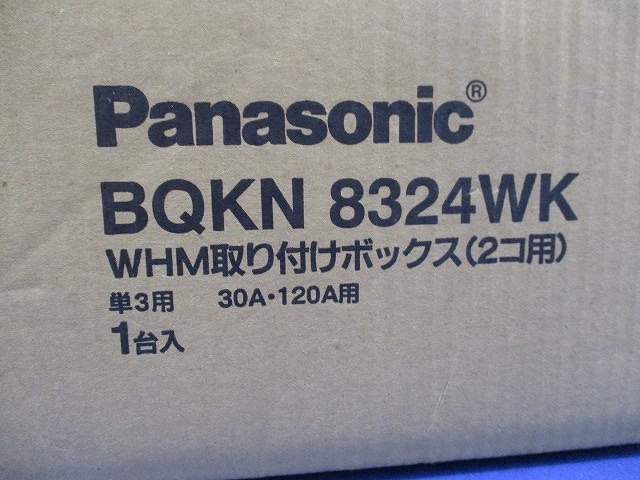 Panasonic®
BQKN 8324WK
WHM取り付けボックス(2コ用)
単3用 30A・120A用
1台入